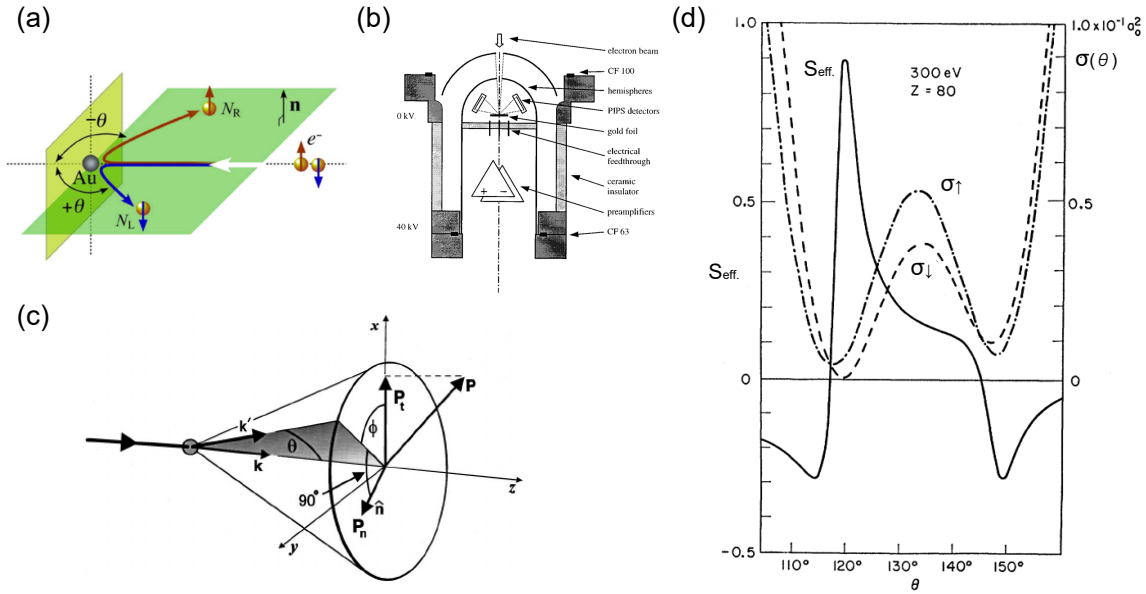 (a)
−θ
N_R
n
e⁻
Au
+θ
N_L
(b)
electron beam
CF 100
hemispheres
PIPS detectors
0 kV
gold foil
electrical
feedthrough
ceramic
insulator
+ −
preamplifiers
40 kV
CF 63
(c)
x
P
P_t
k'
ϕ
θ
k
z
90°
n̂
P_n
y
(d)
1.0
1.0 x 10⁻¹ a₀²
S_eff.
300 eV
Z = 80
σ(θ)
σ↑
0.5
0.5
σ↓
S_eff.
0
0
-0.5
110° 120° 130° 140° 150°
θ